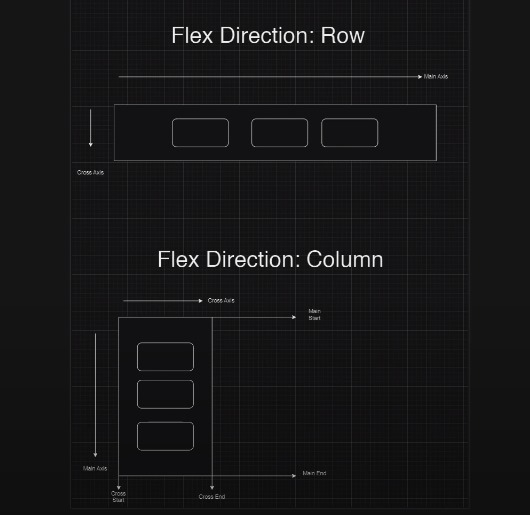 Flex Direction: Row
Main Axis
Cross Axis
Flex Direction: Column
Cross Axis
Main
Start
Main Axis
Main End
Cross
Start
Cross End